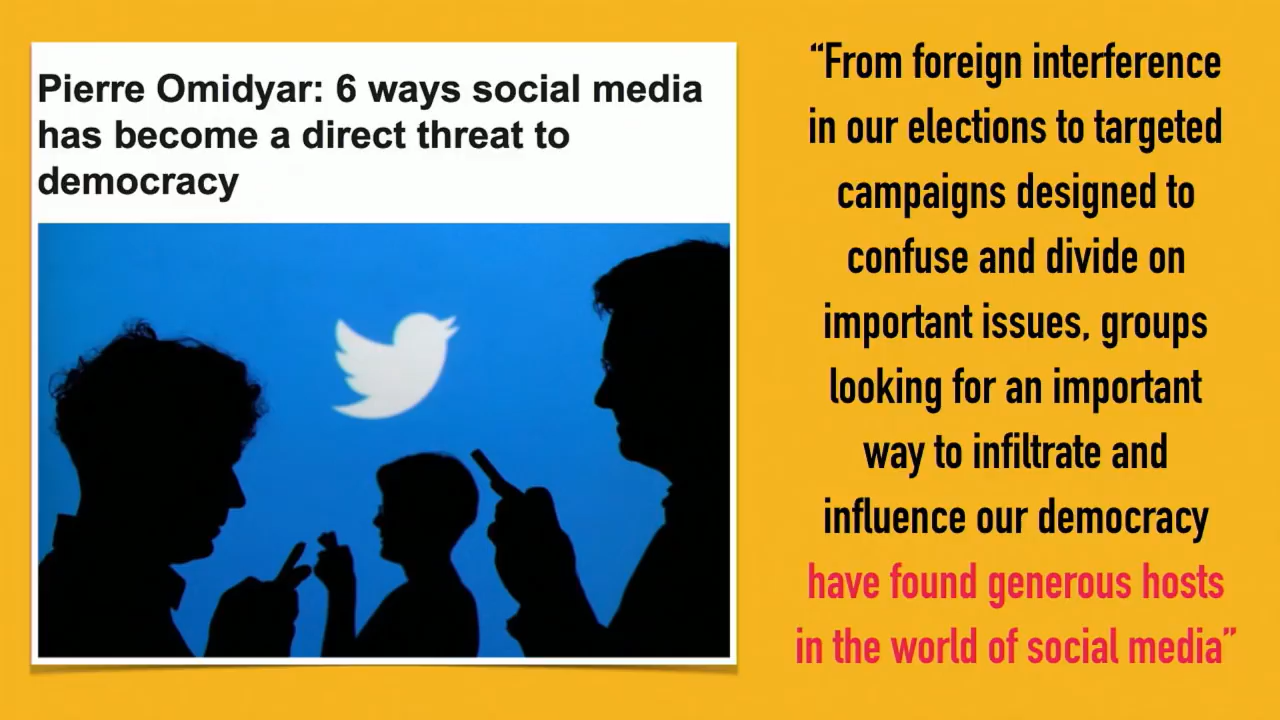 Pierre Omidyar: 6 ways social media
has become a direct threat to
democracy
“From foreign interference
in our elections to targeted
campaigns designed to
confuse and divide on
important issues, groups
looking for an important
way to infiltrate and
influence our democracy
have found generous hosts
in the world of social media”